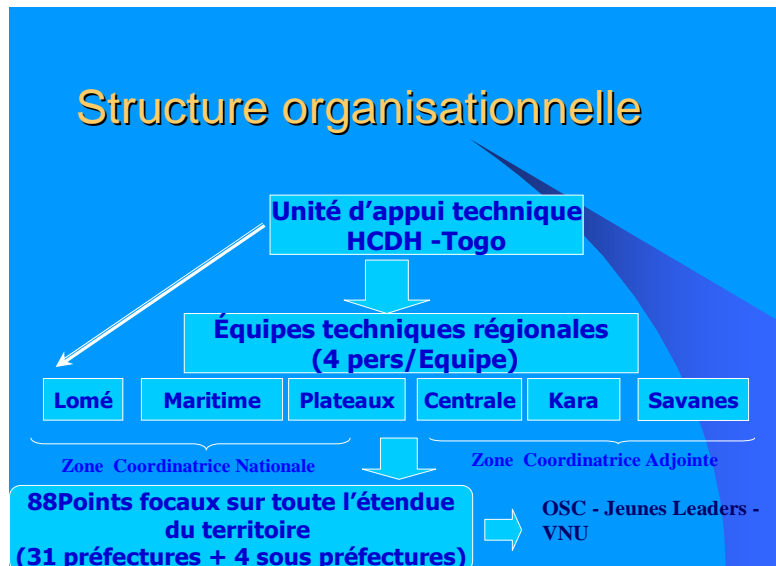 Structure organisationnelle
Unité d’appui technique
HCDH -Togo
Équipes techniques régionales
(4 pers/Equipe)
Lomé Maritime Plateaux Centrale Kara Savanes
Zone Coordinatrice Nationale Zone Coordinatrice Adjointe
88Points focaux sur toute l’étendue
du territoire
(31 préfectures + 4 sous préfectures)
OSC - Jeunes Leaders -
VNU